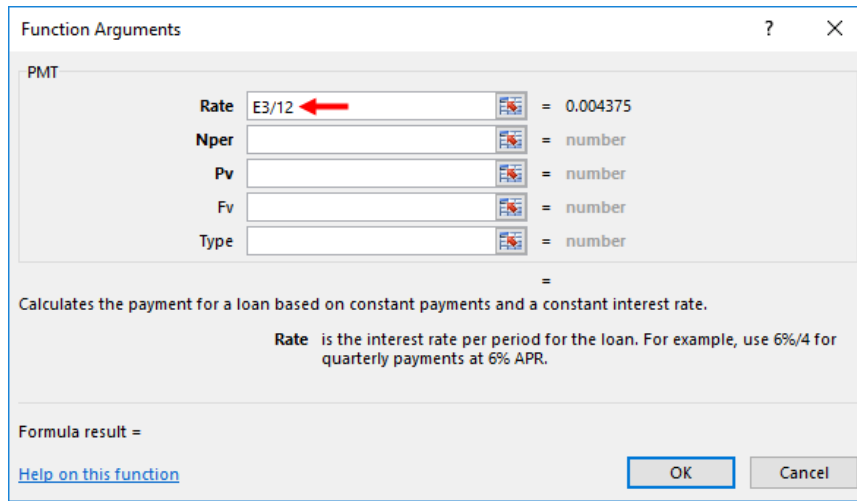 Function Arguments ?
PMT
Rate E3/12 = 0.004375
Nper = number
Pv = number
Fv = number
Type = number
=
Calculates the payment for a loan based on constant payments and a constant interest rate.
Rate is the interest rate per period for the loan. For example, use 6%/4 for
quarterly payments at 6% APR.
Formula result =
Help on this function OK Cancel